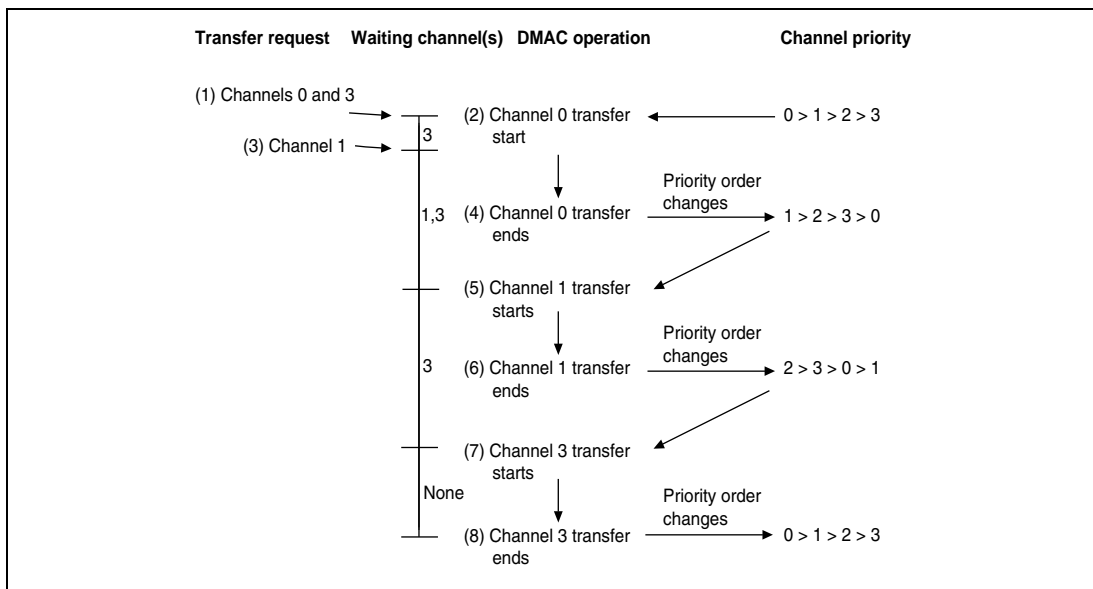 Transfer request Waiting channel(s) DMAC operation Channel priority
(1) Channels 0 and 3
(2) Channel 0 transfer
start
0 > 1 > 2 > 3
3
(3) Channel 1
Priority order
changes
1,3
(4) Channel 0 transfer
ends
1 > 2 > 3 > 0
(5) Channel 1 transfer
starts
Priority order
changes
3
(6) Channel 1 transfer
ends
2 > 3 > 0 > 1
(7) Channel 3 transfer
starts
None
Priority order
changes
(8) Channel 3 transfer
ends
0 > 1 > 2 > 3